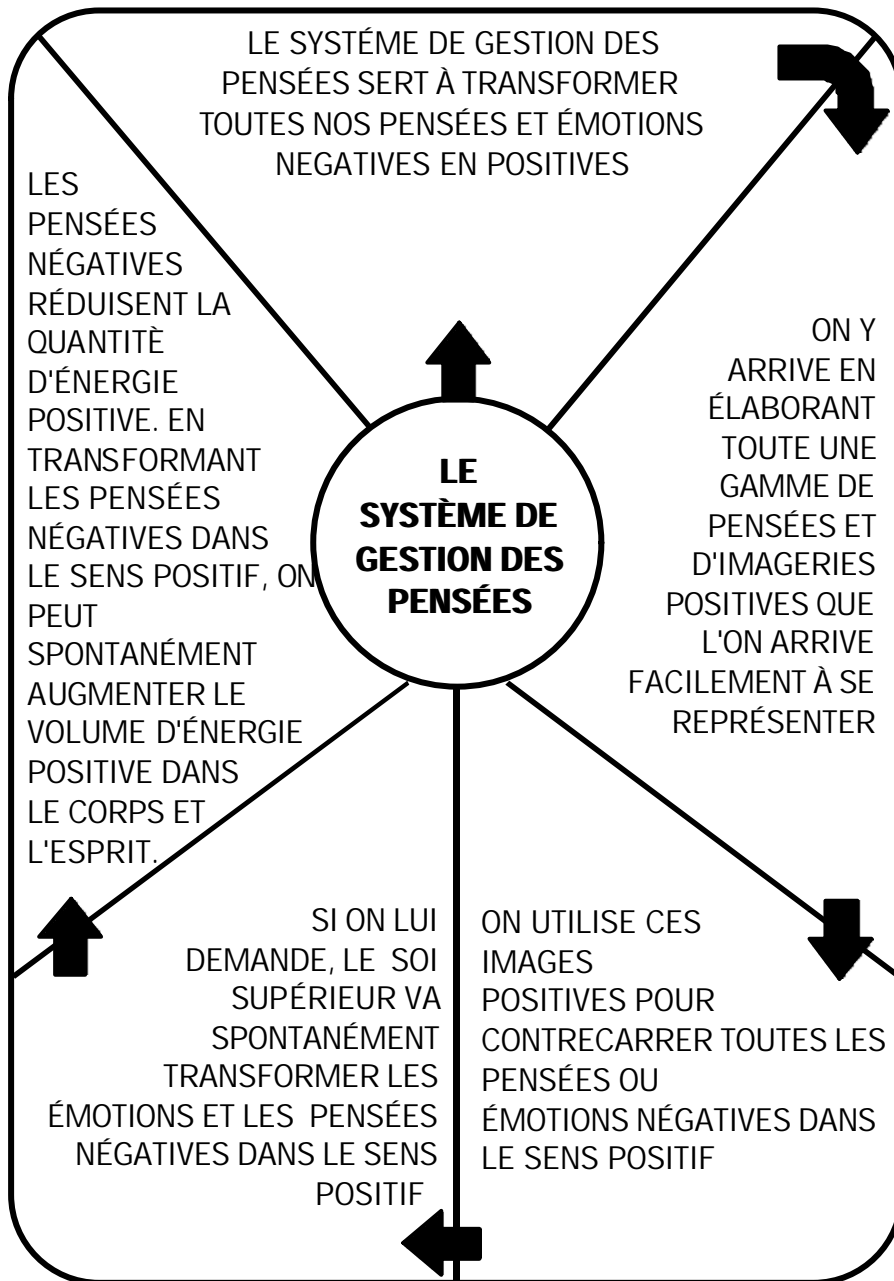 LE SYSTÉME DE GESTION DES
PENSÉES SERT À TRANSFORMER
TOUTES NOS PENSÉES ET ÉMOTIONS
NEGATIVES EN POSITIVES
ON Y
ARRIVE EN
ÉLABORANT
TOUTE UNE
GAMME DE
PENSÉES ET
D'IMAGERIES
POSITIVES QUE
L'ON ARRIVE
FACILEMENT À SE
REPRÉSENTER
ON UTILISE CES
IMAGES
POSITIVES POUR
CONTRECARRER TOUTES LES
PENSÉES OU
ÉMOTIONS NÉGATIVES DANS
LE SENS POSITIF
SI ON LUI
DEMANDE, LE SOI
SUPÉRIEUR VA
SPONTANÉMENT
TRANSFORMER LES
ÉMOTIONS ET LES PENSÉES
NÉGATIVES DANS LE SENS
POSITIF
LES
PENSÉES
NÉGATIVES
RÉDUISENT LA
QUANTITÈ
D'ÉNERGIE
POSITIVE. EN
TRANSFORMANT
LES PENSÉES
NÉGATIVES DANS
LE SENS POSITIF, ON
PEUT
SPONTANÉMENT
AUGMENTER LE
VOLUME D'ÉNERGIE
POSITIVE DANS
LE CORPS ET
L'ESPRIT.
LE
SYSTÈME DE
GESTION DES
PENSÉES